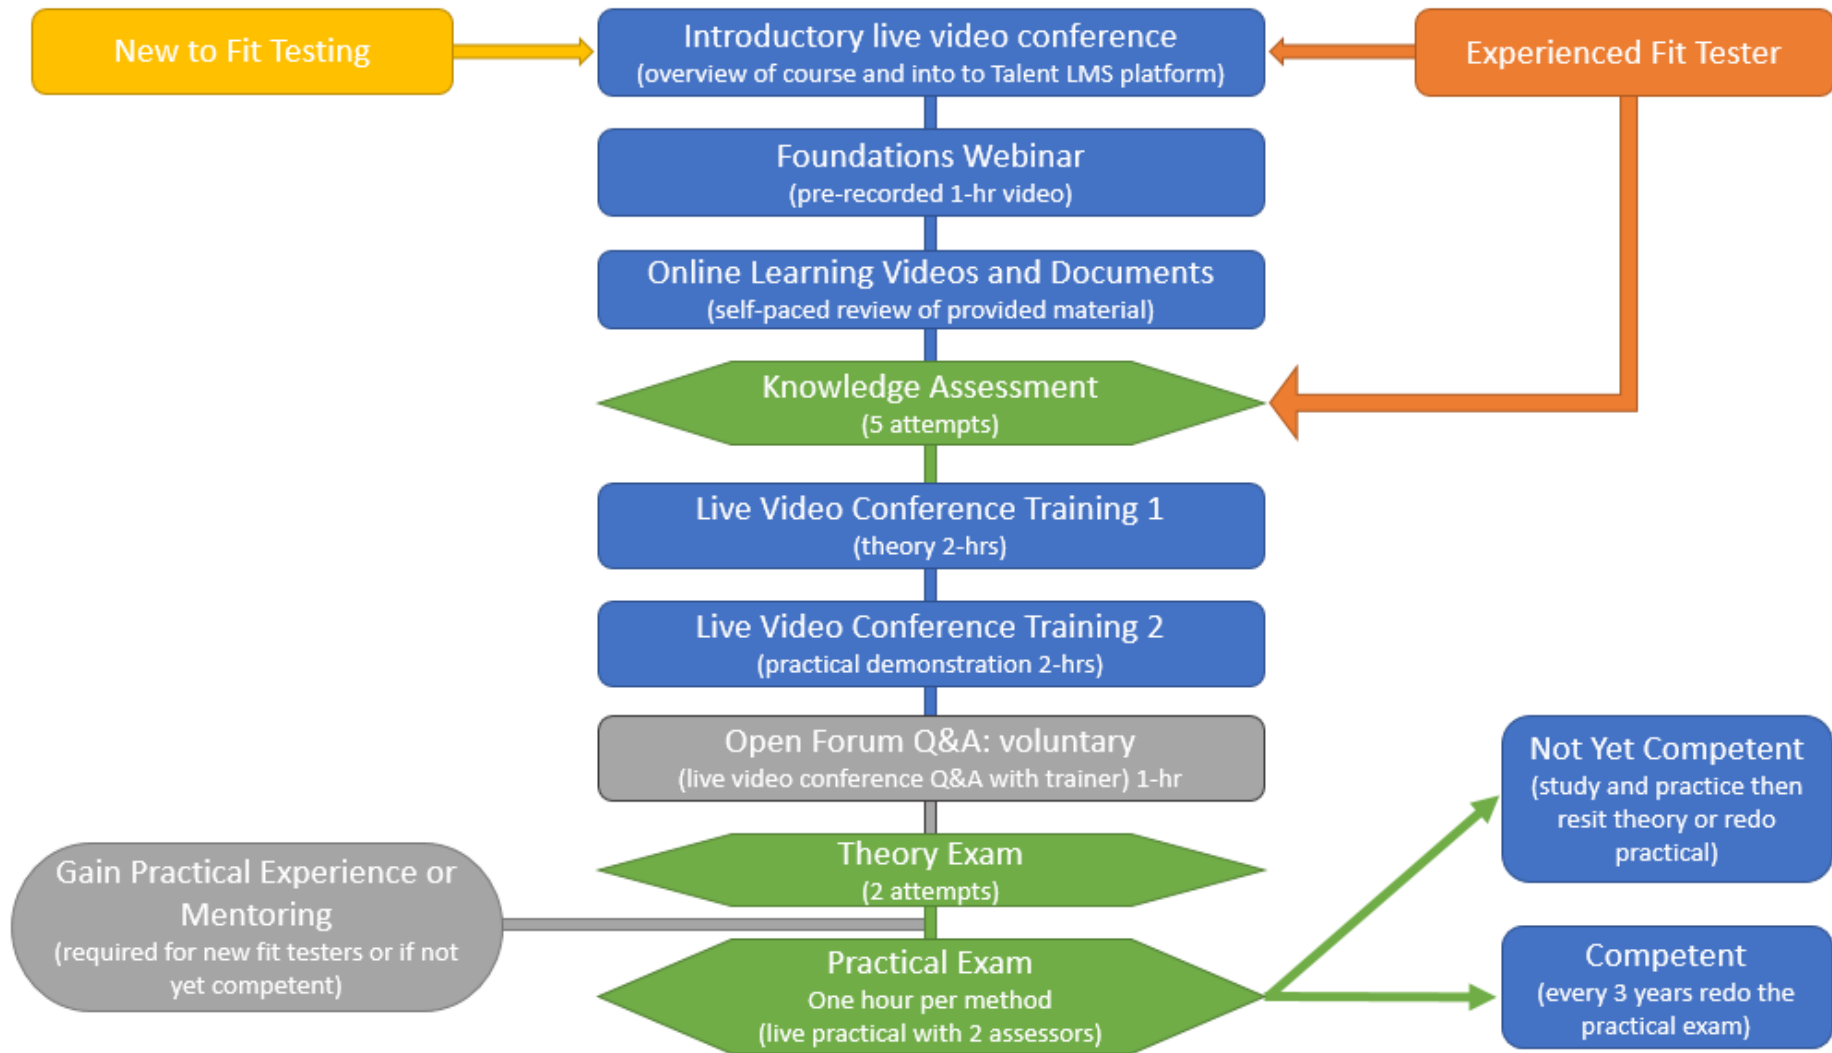 New to Fit Testing
Introductory live video conference
(overview of course and into to Talent LMS platform)
Experienced Fit Tester
Foundations Webinar
(pre-recorded 1-hr video)
Online Learning Videos and Documents
(self-paced review of provided material)
Knowledge Assessment
(5 attempts)
Live Video Conference Training 1
(theory 2-hrs)
Live Video Conference Training 2
(practical demonstration 2-hrs)
Open Forum Q&A: voluntary
(live video conference Q&A with trainer) 1-hr
Theory Exam
(2 attempts)
Gain Practical Experience or
Mentoring
(required for new fit testers or if not
yet competent)
Practical Exam
One hour per method
(live practical with 2 assessors)
Not Yet Competent
(study and practice then
resit theory or redo
practical)
Competent
(every 3 years redo the
practical exam)